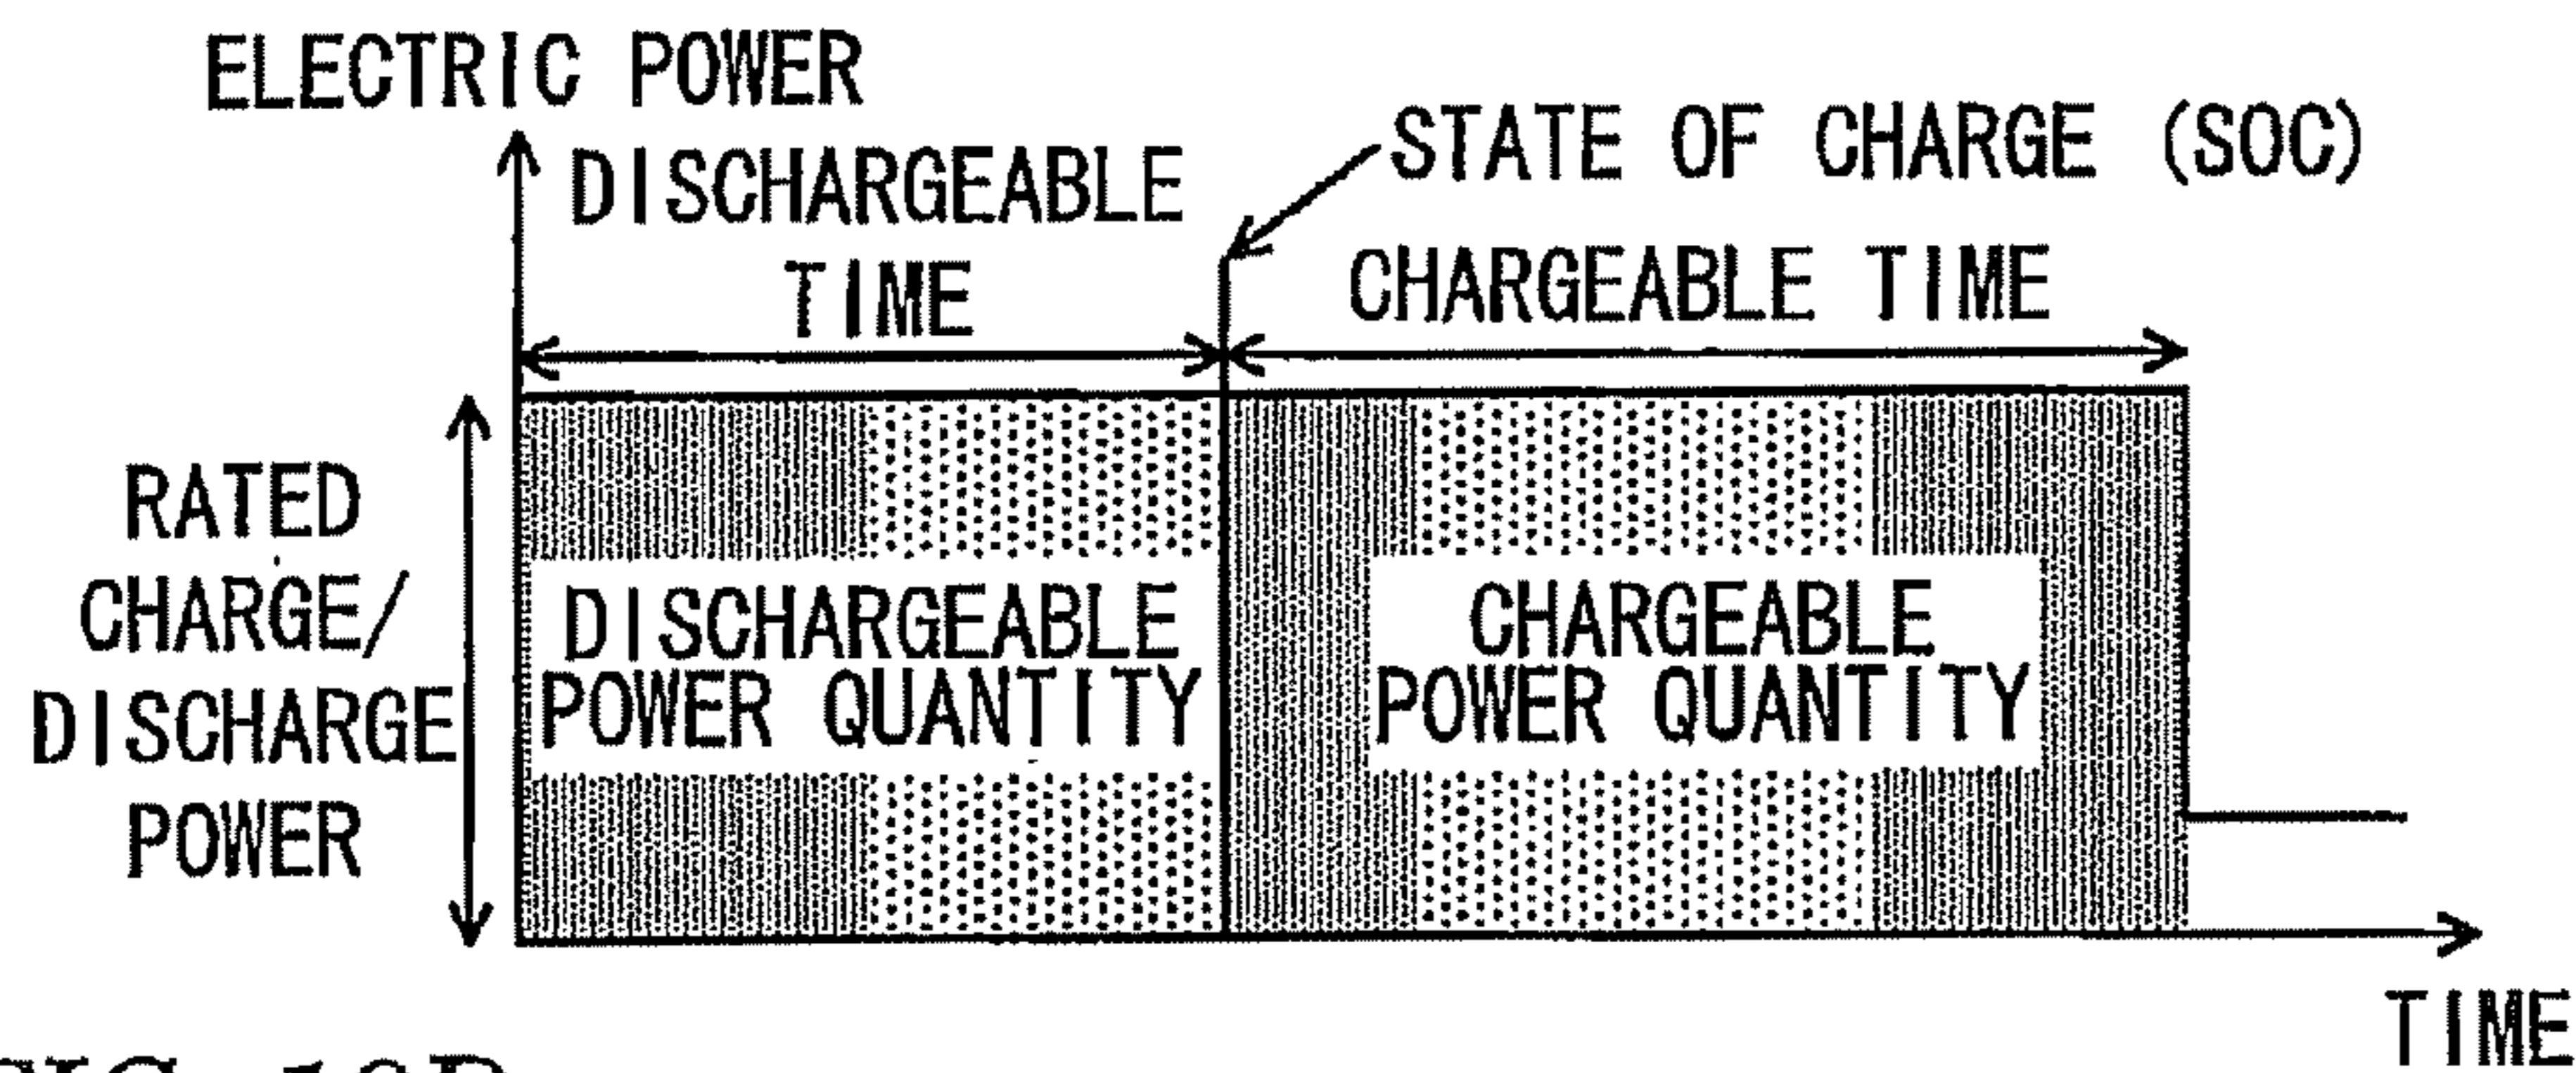 ELECTRIC POWER
DISCHARGEABLE
TIME
STATE OF CHARGE (SOC)
CHARGEABLE TIME
RATED
CHARGE/
DISCHARGE
POWER
DISCHARGEABLE
POWER QUANTITY
CHARGEABLE
POWER QUANTITY
TIME